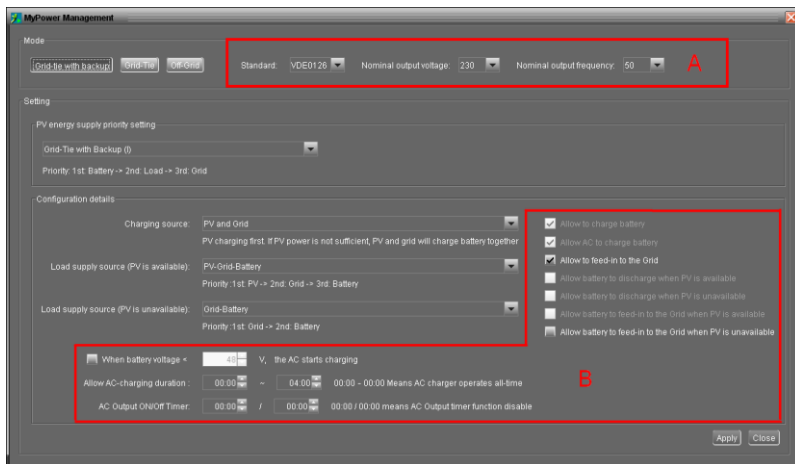 MyPower Management
Mode
Grid-tie with backup Grid-Tie Off-Grid Standard: VDE0126 Nominal output voltage: 230 Nominal output frequency: 50 A
Setting
PV energy supply priority setting
Grid-Tie with Backup (I)
Priority: 1st: Battery -> 2nd: Load -> 3rd: Grid
Configuration details
Charging source: PV and Grid
PV charging first. If PV power is not sufficient, PV and grid will charge battery together
Load supply source (PV is available): PV-Grid-Battery
Priority :1st: PV -> 2nd: Grid -> 3rd: Battery
Load supply source (PV is unavailable): Grid-Battery
Priority :1st: Grid -> 2nd: Battery
Allow to charge battery
Allow AC to charge battery
Allow to feed-in to the Grid
Allow battery to discharge when PV is available
Allow battery to discharge when PV is unavailable
Allow battery to feed-in to the Grid when PV is available
Allow battery to feed-in to the Grid when PV is unavailable
When battery voltage < 48 V, the AC starts charging
Allow AC-charging duration : 00:00 ~ 04:00 00:00 - 00:00 Means AC charger operates all-time
AC Output ON/Off Timer: 00:00 / 00:00 00:00 / 00:00 means AC Output timer function disable
B
Apply Close